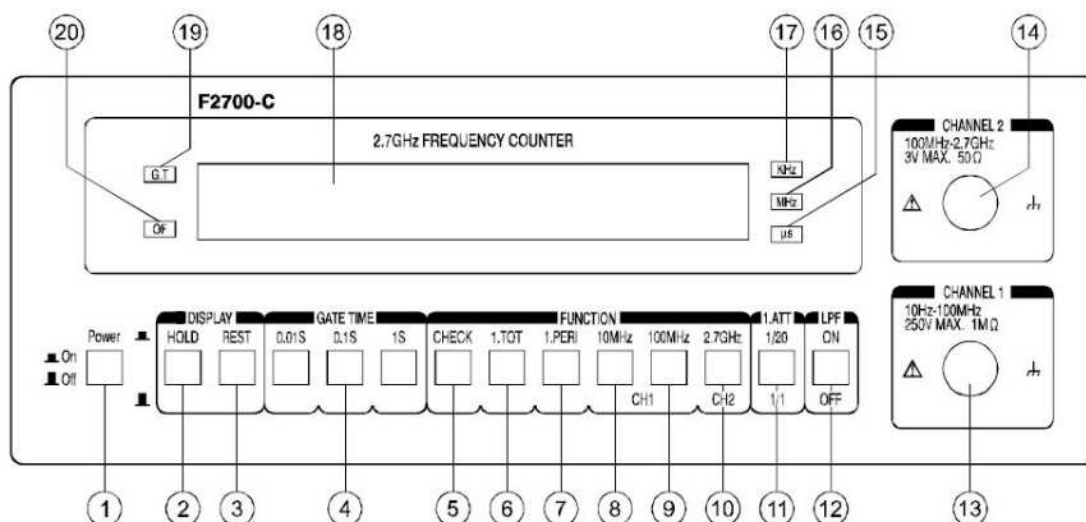 20 19 18 17 16 15 14
F2700-C
2.7GHz FREQUENCY COUNTER
G.T
OF
KHz
MHz
µs
CHANNEL 2
100MHz-2.7GHz
3V MAX. 50Ω
CHANNEL 1
10Hz-100MHz
250V MAX. 1MΩ
DISPLAY GATE TIME FUNCTION 1.ATT LPF
Power HOLD REST 0.01S 0.1S 1S CHECK 1.TOT 1.PERI 10MHz 100MHz 2.7GHz 1/20 ON
On
Off
CH1 CH2 1/1 OFF
1 2 3 4 5 6 7 8 9 10 11 12 13